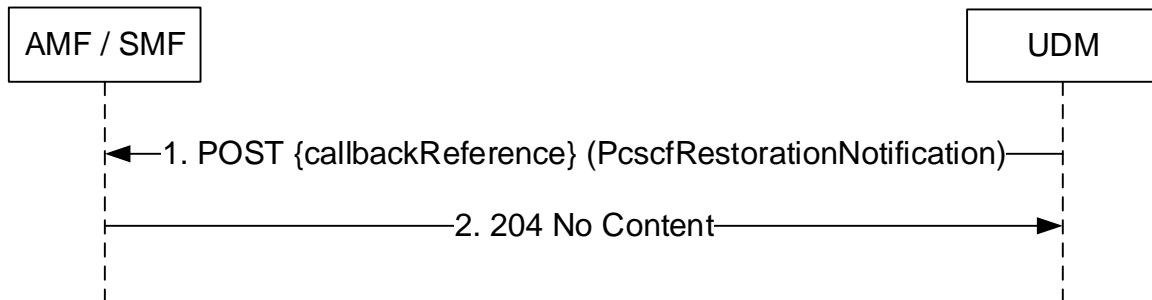 AMF / SMF
UDM
1. POST {callbackReference} (PcscfRestorationNotification)
2. 204 No Content